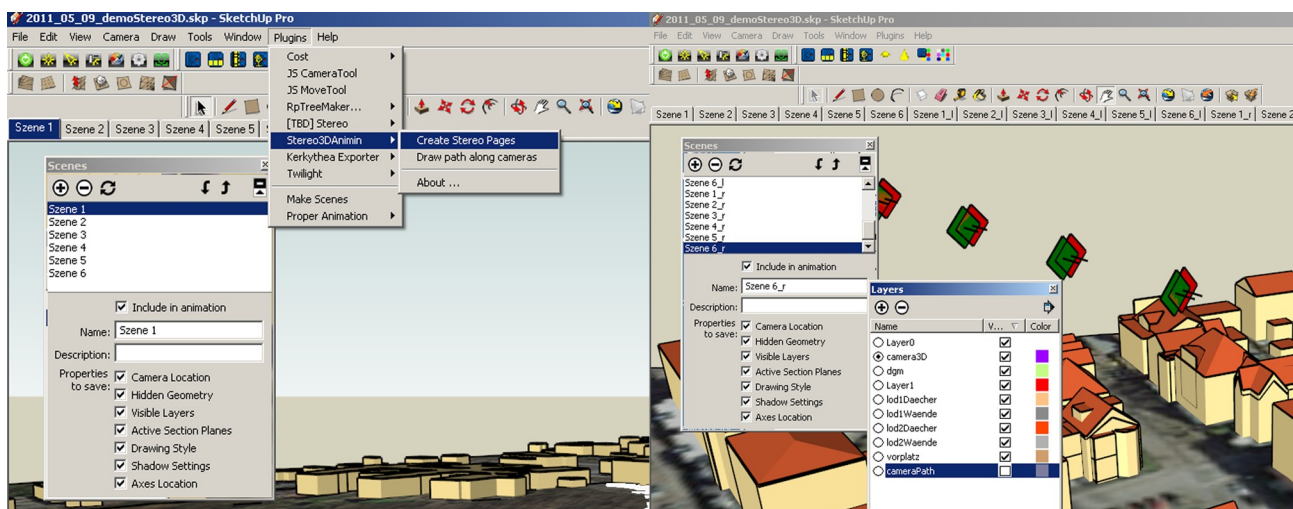 2011_05_09_demoStereo3D.skp - SketchUp Pro
File Edit View Camera Draw Tools Window Plugins Help
Cost
JS CameraTool
JS MoveTool
RpTreeMaker...
[TBD] Stereo
Stereo3DAnimin
Kerkythea Exporter
Twilight
Make Scenes
Proper Animation
Create Stereo Pages
Draw path along cameras
About ...
Szene 1 Szene 2 Szene 3 Szene 4 Szene 5
Scenes
Szene 1
Szene 2
Szene 3
Szene 4
Szene 5
Szene 6
Include in animation
Name: Szene 1
Description:
Properties to save:
Camera Location
Hidden Geometry
Visible Layers
Active Section Planes
Drawing Style
Shadow Settings
Axes Location
2011_05_09_demoStereo3D.skp - SketchUp Pro
File Edit View Camera Draw Tools Window Plugins Help
Szene 1 Szene 2 Szene 3 Szene 4 Szene 5 Szene 6 Szene 1_l Szene 2_l Szene 3_l Szene 4_l Szene 5_l Szene 6_l Szene 1_r Szene 2
Scenes
Szene 6_l
Szene 1_r
Szene 2_r
Szene 3_r
Szene 4_r
Szene 5_r
Szene 6_r
Include in animation
Name: Szene 6_r
Description:
Properties to save:
Camera Location
Hidden Geometry
Visible Layers
Active Section Planes
Drawing Style
Shadow Settings
Axes Location
Layers
Name V... Color
Layer0
camera3D
dgm
Layer1
lod1Daecher
lod1Waende
lod2Daecher
lod2Waende
vorplatz
cameraPath